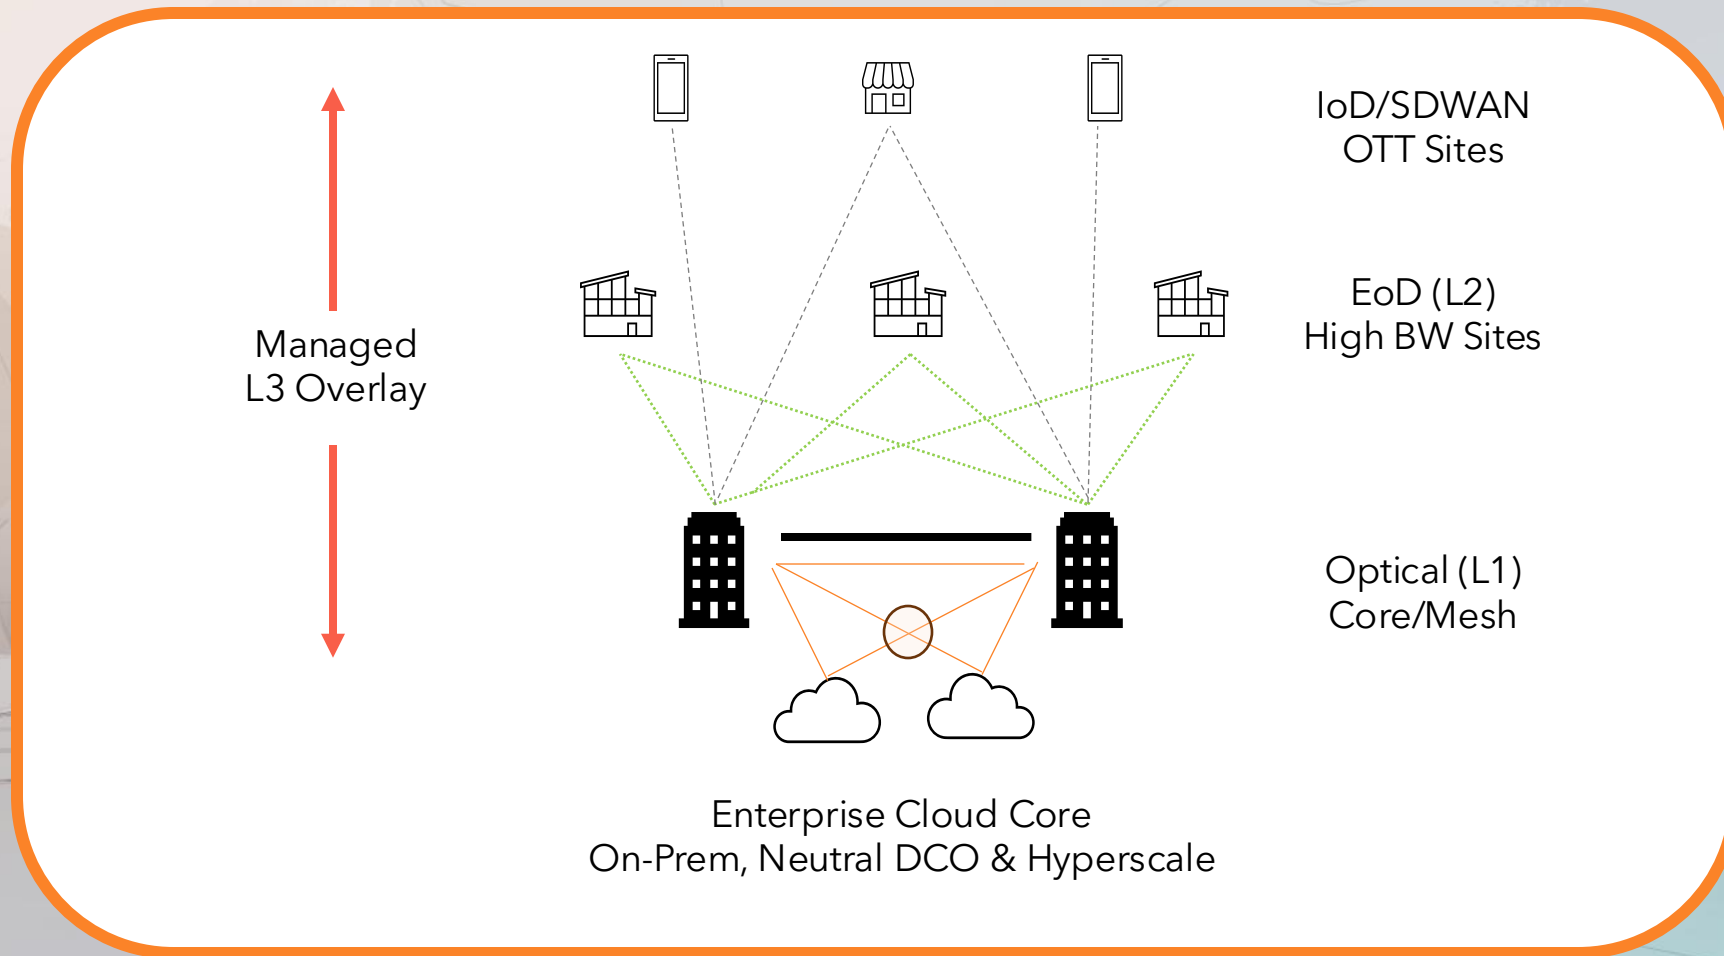 IoD/SDWAN
OTT Sites
EoD (L2)
High BW Sites
Managed
L3 Overlay
Optical (L1)
Core/Mesh
Enterprise Cloud Core
On-Prem, Neutral DCO & Hyperscale